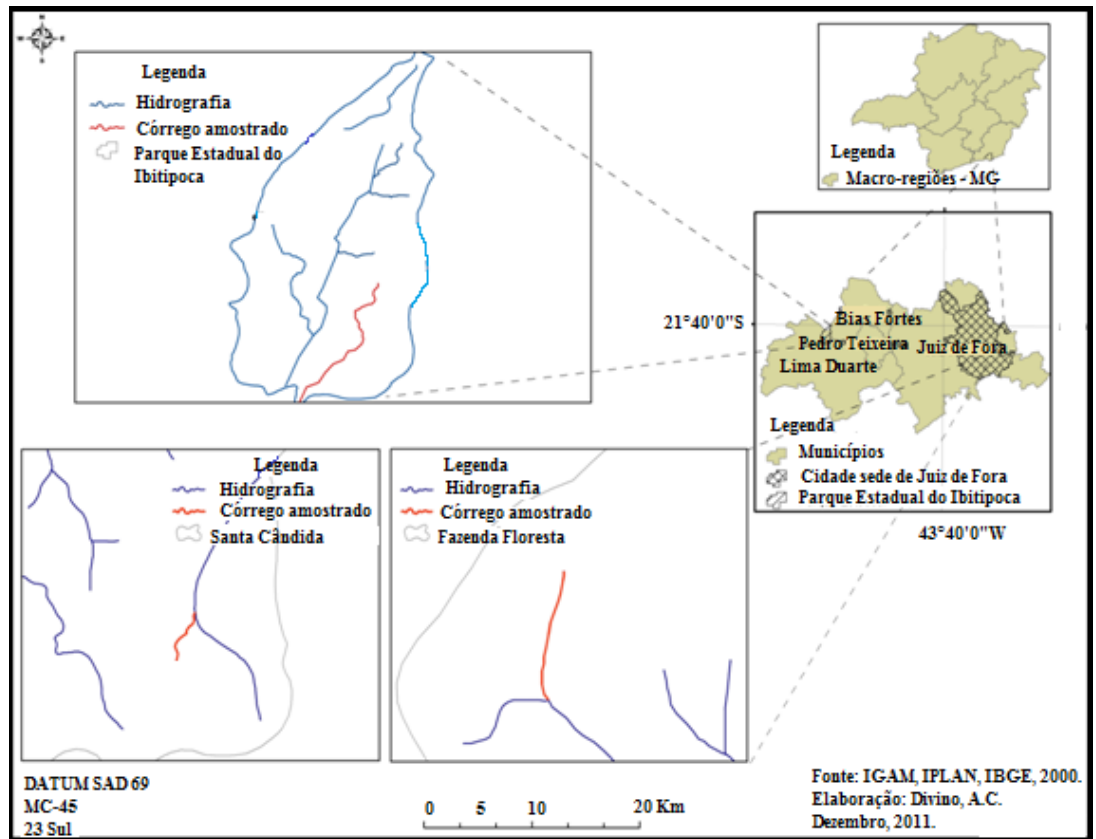 Legenda
Hidrografia
Córrego amostrado
Parque Estadual do
Ibitipoca
Legenda
Macro-regiões - MG
21°40'0"S
Bias Fôrtes
Pedro Teixeira
Juiz de Fora
Lima Duarte
Legenda
Municípios
Cidade sede de Juiz de Fora
Parque Estadual do Ibitipoca
43°40'0"W
Legenda
Hidrografia
Córrego amostrado
Santa Cândida
Legenda
Hidrografia
Córrego amostrado
Fazenda Floresta
DATUM SAD 69
MC-45
23 Sul
0 5 10 20 Km
Fonte: IGAM, IPLAN, IBGE, 2000.
Elaboração: Divino, A.C.
Dezembro, 2011.